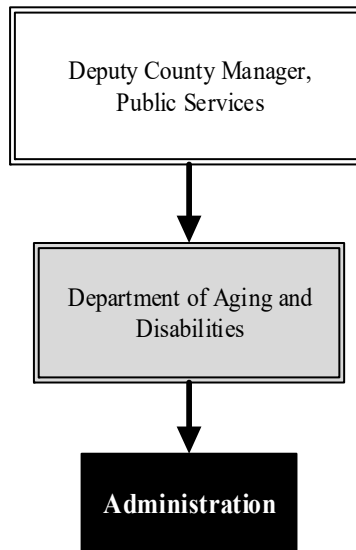 Deputy County Manager,
Public Services
Department of Aging and
Disabilities
Administration